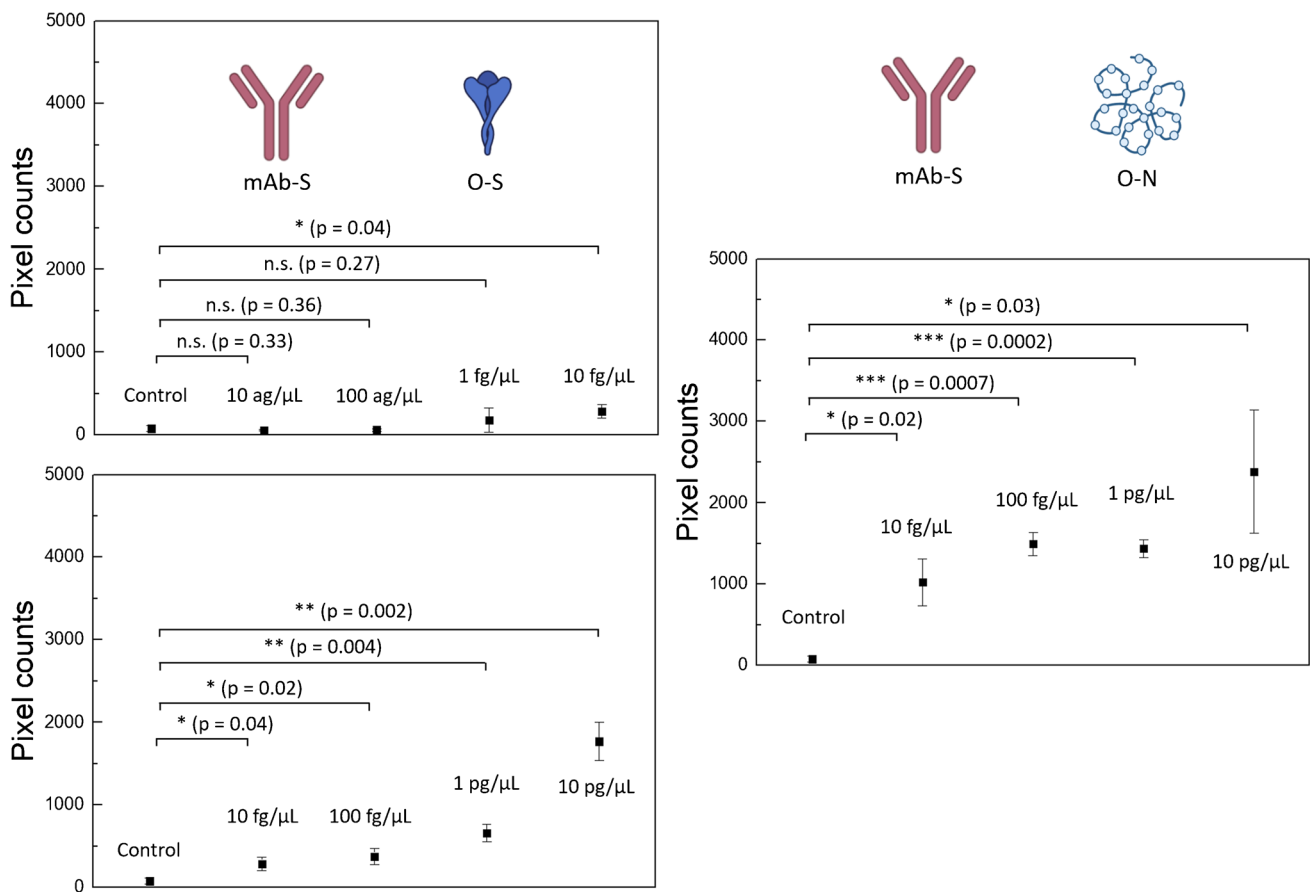 5000
4000
3000
2000
1000
0
Pixel counts
mAb-S
O-S
* (p = 0.04)
n.s. (p = 0.27)
n.s. (p = 0.36)
n.s. (p = 0.33)
Control
10 ag/µL
100 ag/µL
1 fg/µL
10 fg/µL
5000
4000
3000
2000
1000
0
Pixel counts
** (p = 0.002)
** (p = 0.004)
* (p = 0.02)
* (p = 0.04)
Control
10 fg/µL
100 fg/µL
1 pg/µL
10 pg/µL
mAb-S
O-N
5000
4000
3000
2000
1000
0
Pixel counts
* (p = 0.03)
*** (p = 0.0002)
*** (p = 0.0007)
* (p = 0.02)
Control
10 fg/µL
100 fg/µL
1 pg/µL
10 pg/µL